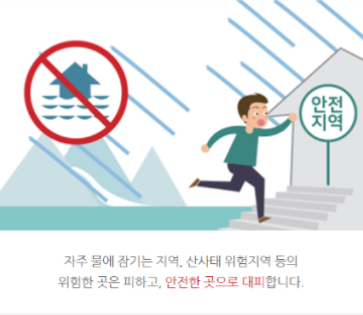 안전
지역
자주 물에 잠기는 지역, 산사태 위험지역 등의
위험한 곳은 피하고, 안전한 곳으로 대피합니다.